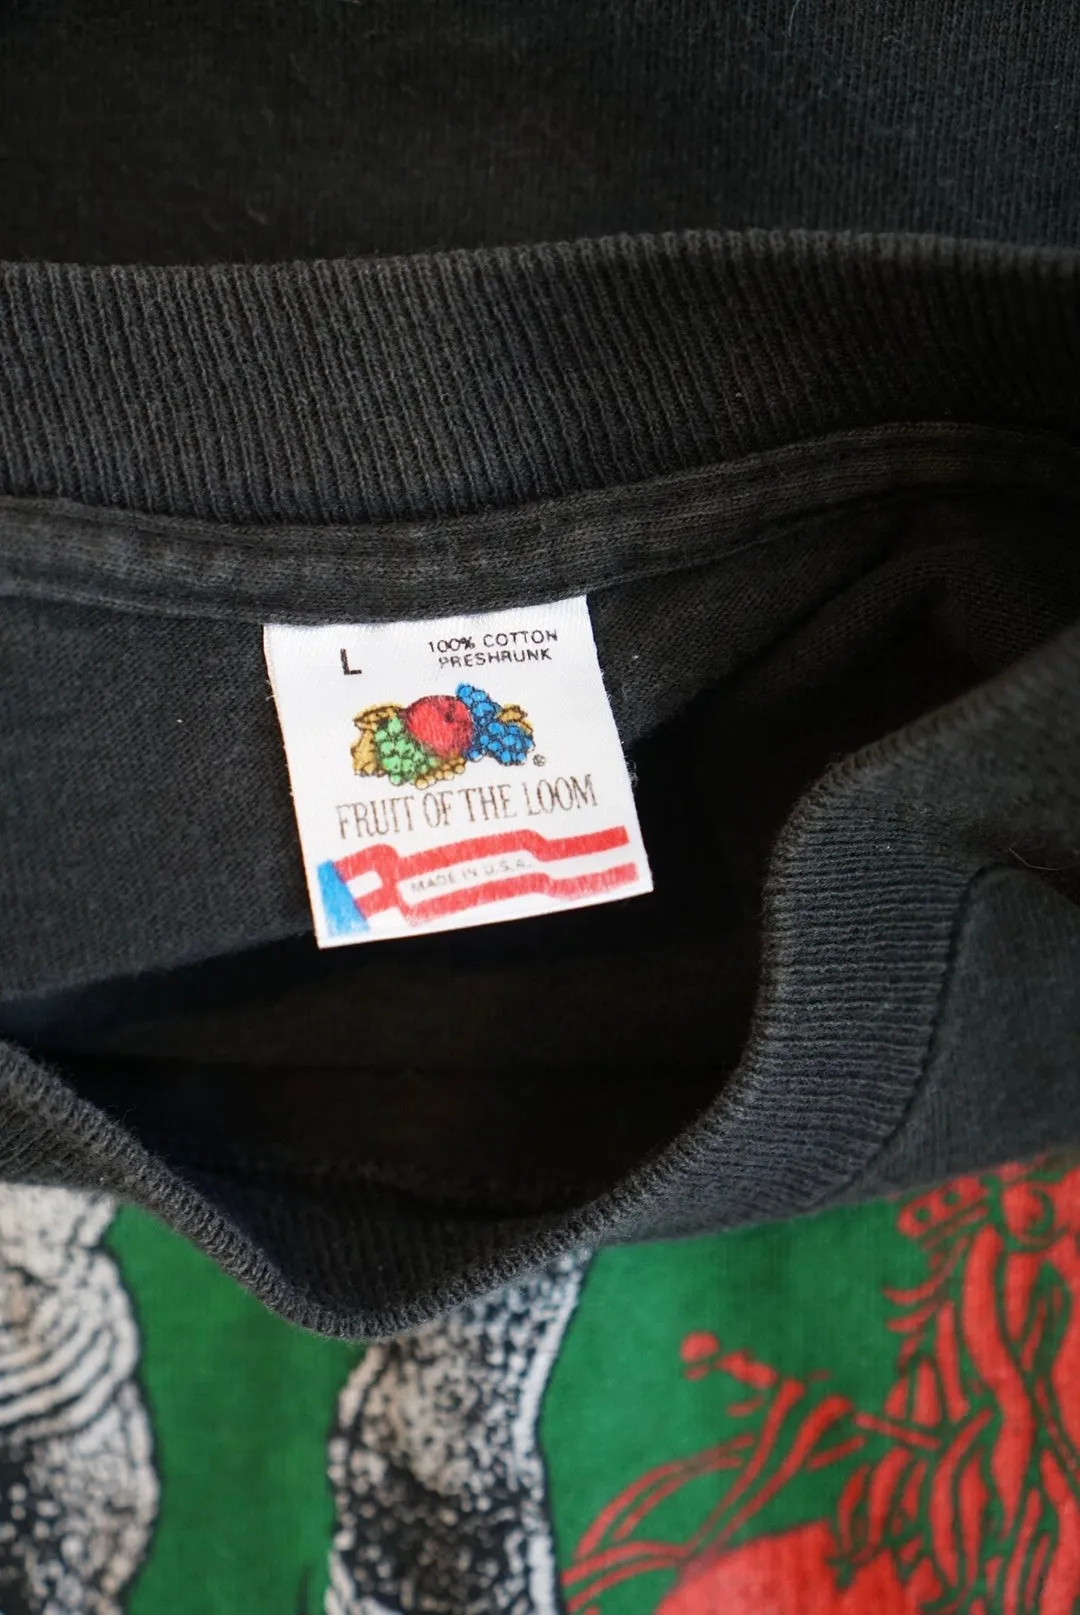 L
100% COTTON
PRESHRUNK
®
FRUIT OF THE LOOM
MADE IN U.S.A.